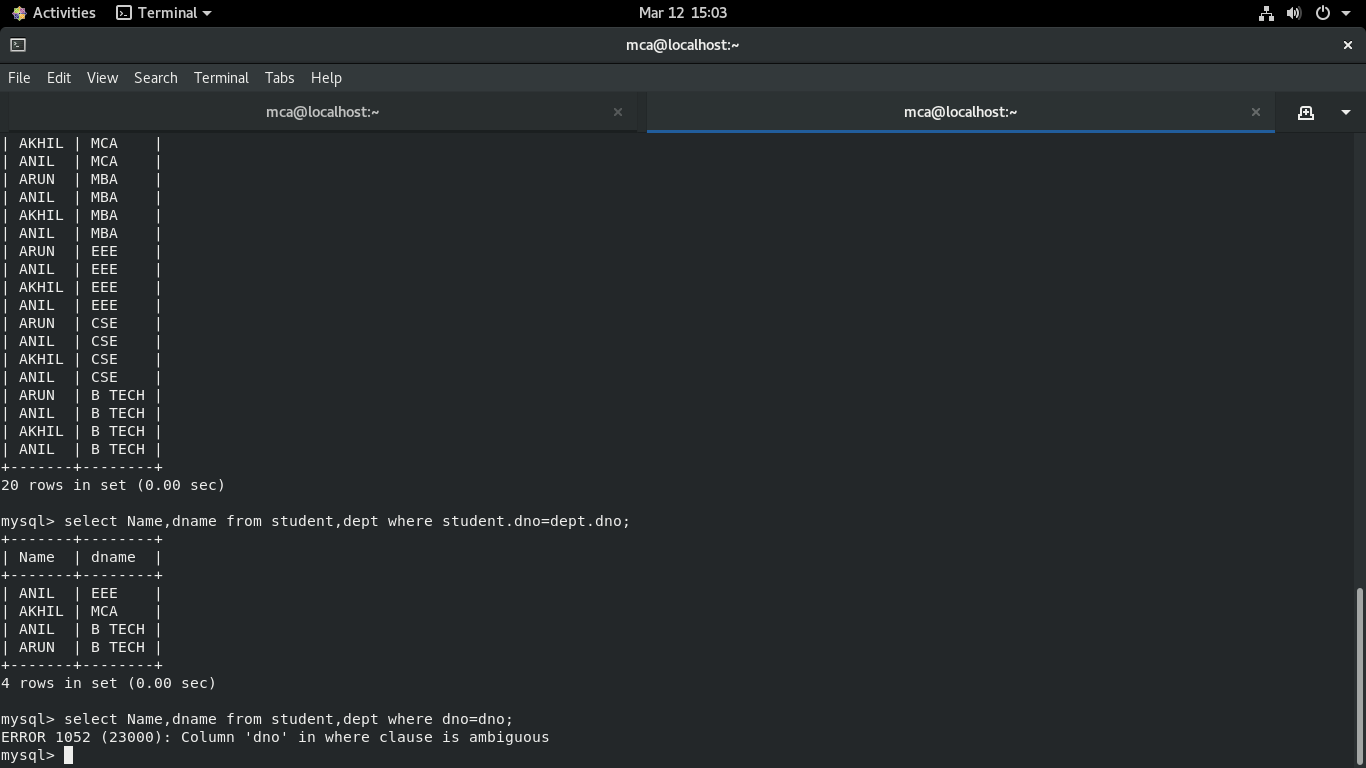 Activities Terminal Mar 12 15:03
mca@localhost:~
File Edit View Search Terminal Tabs Help
mca@localhost:~ mca@localhost:~
| AKHIL | MCA    |
| ANIL  | MCA    |
| ARUN  | MBA    |
| ANIL  | MBA    |
| AKHIL | MBA    |
| ANIL  | MBA    |
| ARUN  | EEE    |
| ANIL  | EEE    |
| AKHIL | EEE    |
| ANIL  | EEE    |
| ARUN  | CSE    |
| ANIL  | CSE    |
| AKHIL | CSE    |
| ANIL  | CSE    |
| ARUN  | B TECH |
| ANIL  | B TECH |
| AKHIL | B TECH |
| ANIL  | B TECH |
+-------+--------+
20 rows in set (0.00 sec)
mysql> select Name,dname from student,dept where student.dno=dept.dno;
+-------+--------+
| Name  | dname  |
+-------+--------+
| ANIL  | EEE    |
| AKHIL | MCA    |
| ANIL  | B TECH |
| ARUN  | B TECH |
+-------+--------+
4 rows in set (0.00 sec)
mysql> select Name,dname from student,dept where dno=dno;
ERROR 1052 (23000): Column 'dno' in where clause is ambiguous
mysql>